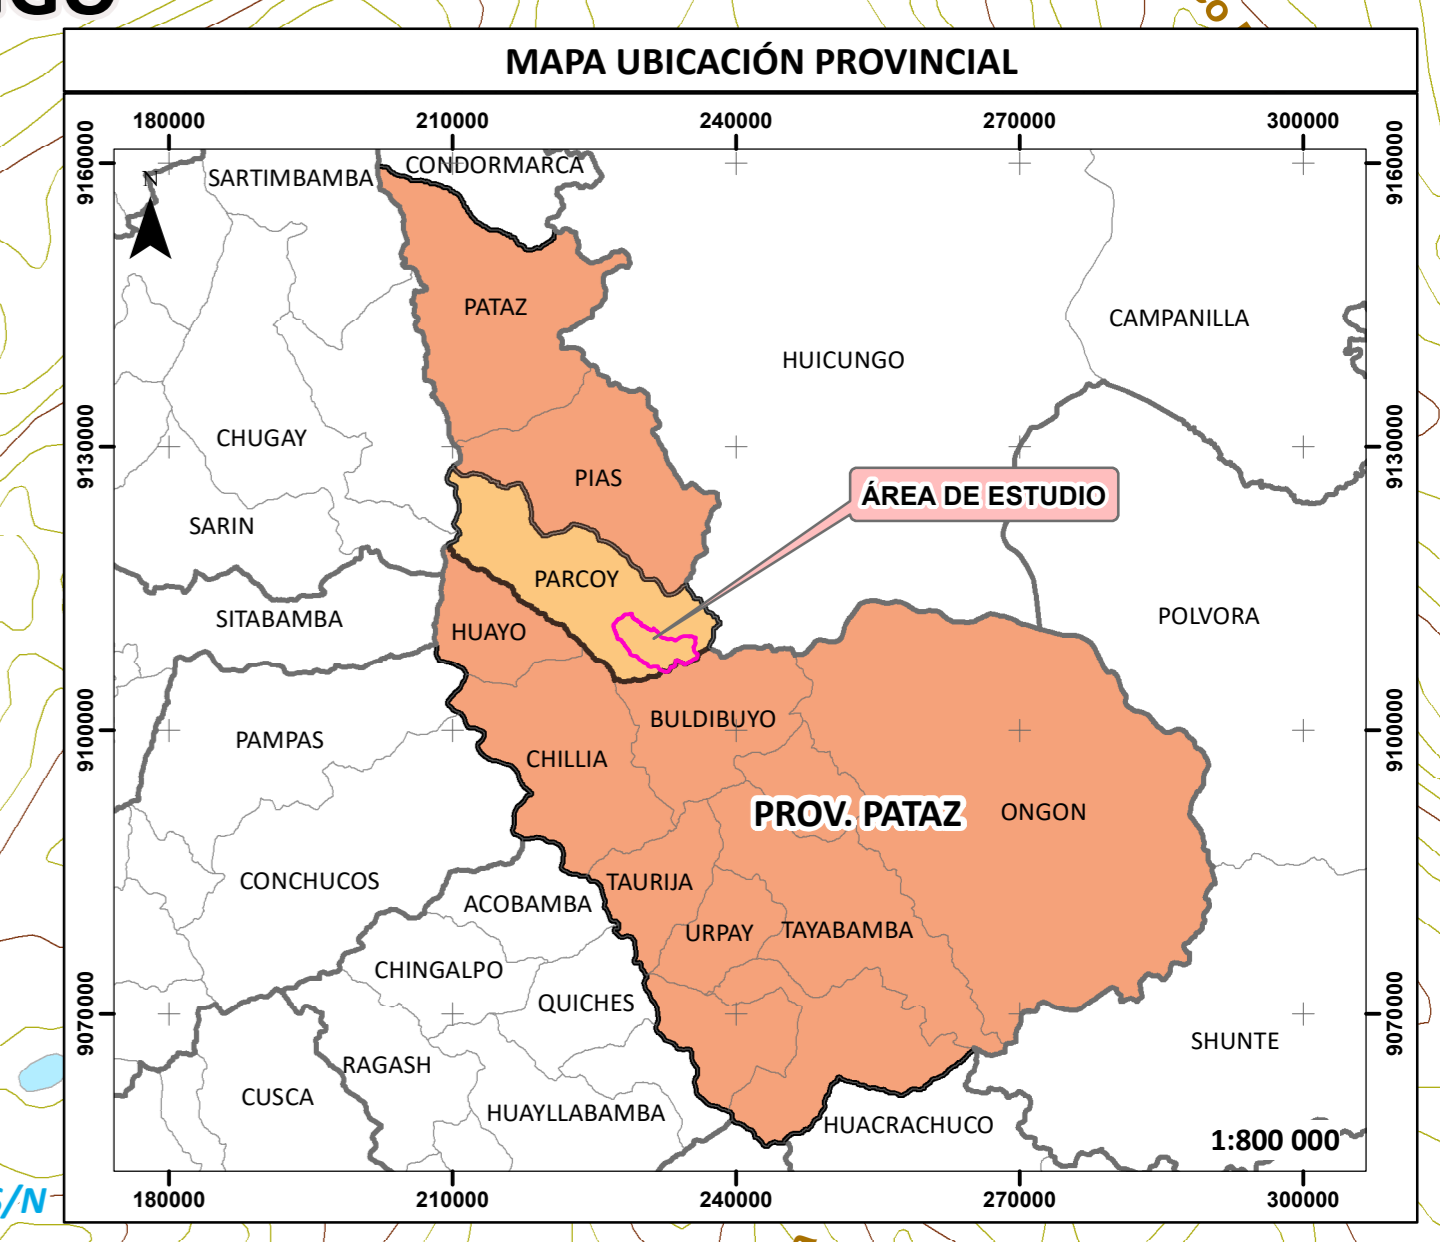 MAPA UBICACIÓN PROVINCIAL
180000 210000 240000 270000 300000
9160000 9160000
N
SARTIMBAMBA
CONDORMARCA
PATAZ
CAMPANILLA
HUICUNGO
CHUGAY
9130000 9130000
PIAS
ÁREA DE ESTUDIO
SARIN
PARCOY
SITABAMBA
HUAYO
POLVORA
BULDIBUYO
9100000 9100000
PAMPAS
CHILLIA
PROV. PATAZ
ONGON
CONCHUCOS
TAURIJA
ACOBAMBA
URPAY
TAYABAMBA
CHINGALPO
QUICHES
9070000 9070000
SHUNTE
RAGASH
CUSCA
HUAYLLABAMBA
HUACRACHUCO
1:800 000
S/N
180000 210000 240000 270000 300000